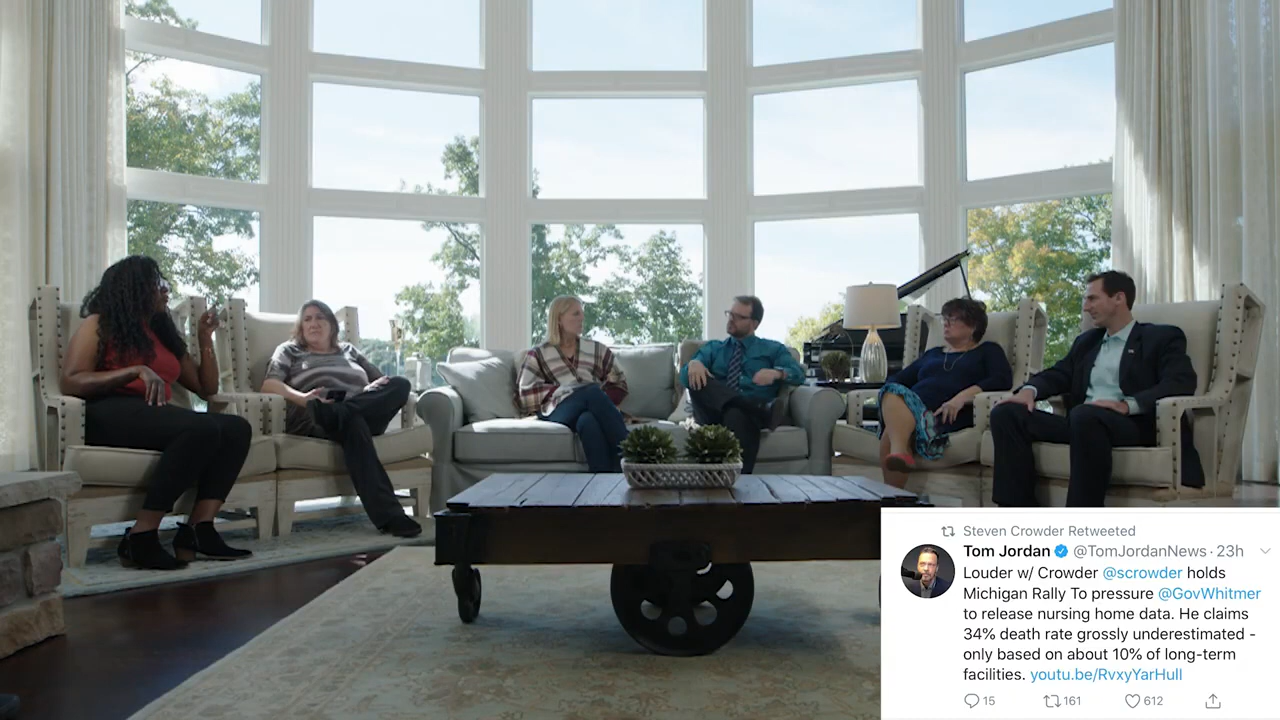 Steven Crowder Retweeted
Tom Jordan @TomJordanNews · 23h
Louder w/ Crowder @scrowder holds
Michigan Rally To pressure @GovWhitmer
to release nursing home data. He claims
34% death rate grossly underestimated -
only based on about 10% of long-term
facilities. youtu.be/RvxyYarHull
15 161 612